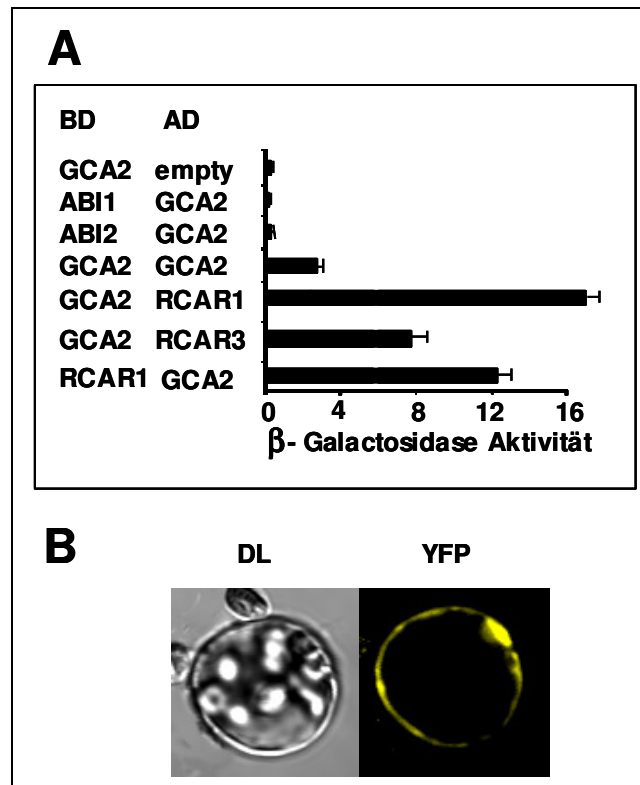 A
BD AD
GCA2 empty
ABI1 GCA2
ABI2 GCA2
GCA2 GCA2
GCA2 RCAR1
GCA2 RCAR3
RCAR1 GCA2
0 4 8 12 16
β- Galactosidase Aktivität
B
DL YFP